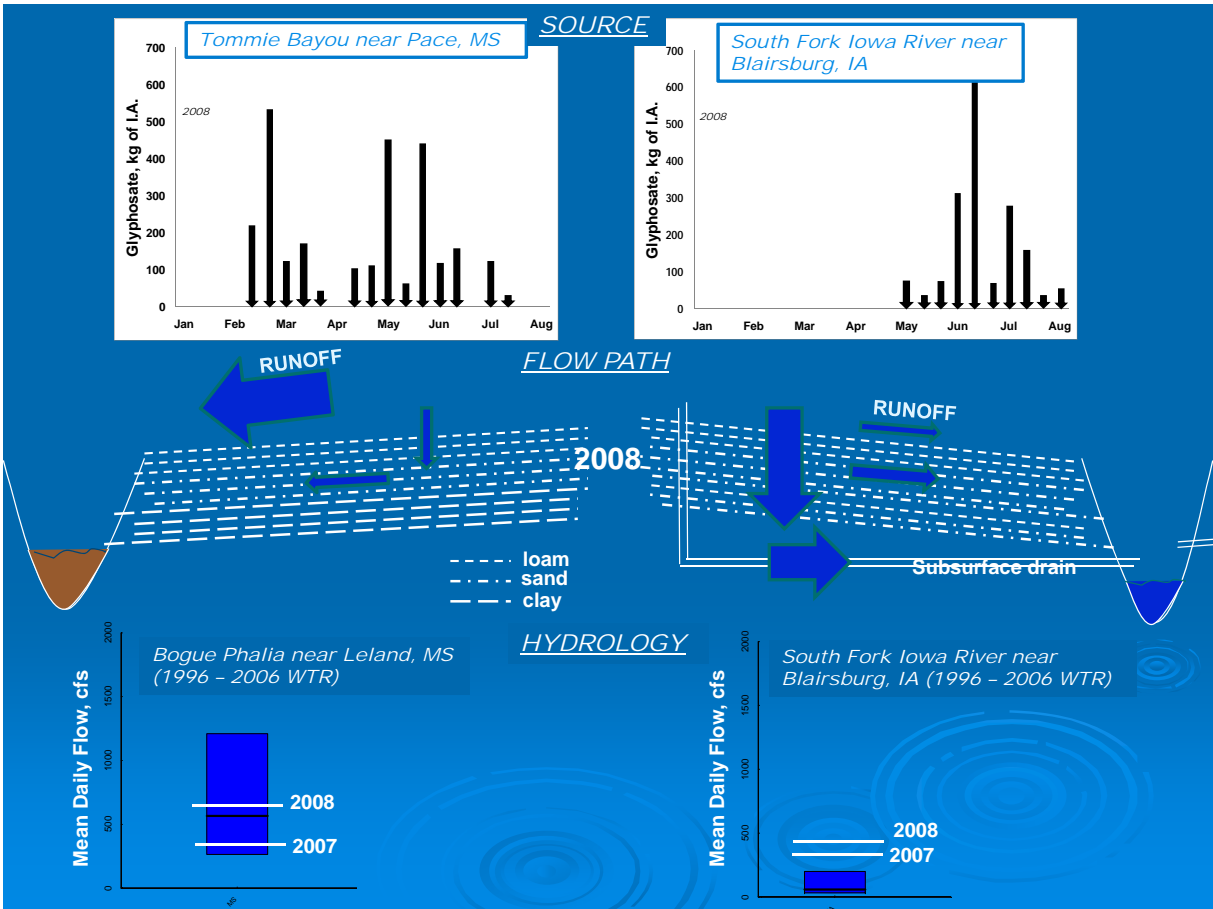 SOURCE
Tommie Bayou near Pace, MS
700
600
500
400
300
200
100
0
Glyphosate, kg of I.A.
2008
Jan Feb Mar Apr May Jun Jul Aug
South Fork Iowa River near
Blairsburg, IA
700
600
500
400
300
200
100
0
Glyphosate, kg of I.A.
2008
Jan Feb Mar Apr May Jun Jul Aug
FLOW PATH
RUNOFF
RUNOFF
2008
loam
sand
clay
Subsurface drain
HYDROLOGY
Bogue Phalia near Leland, MS
(1996 – 2006 WTR)
2000
1500
1000
500
0
Mean Daily Flow, cfs
2008
2007
MS
South Fork Iowa River near
Blairsburg, IA (1996 – 2006 WTR)
2000
1500
1000
500
0
Mean Daily Flow, cfs
2008
2007